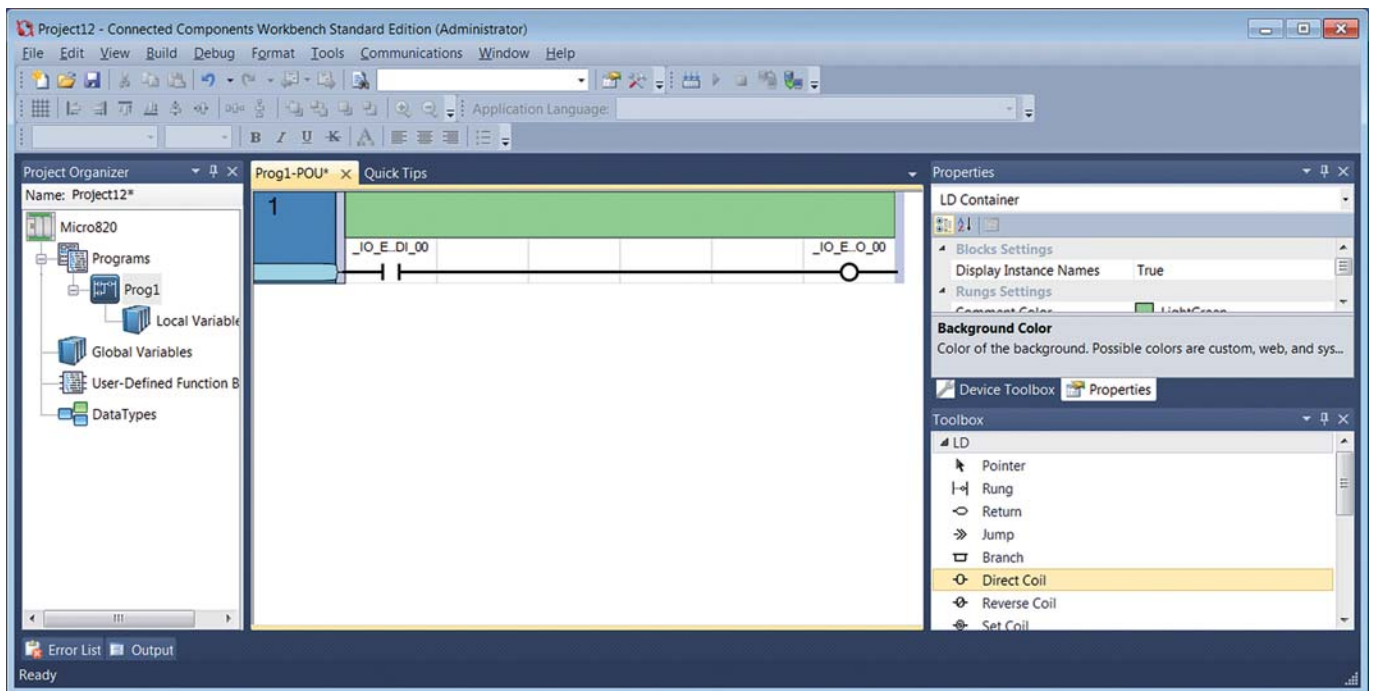 Project12 - Connected Components Workbench Standard Edition (Administrator)
File Edit View Build Debug Format Tools Communications Window Help
Application Language:
B I U K A
Project Organizer
Name: Project12*
Micro820
Programs
Prog1
Local Variable
Global Variables
User-Defined Function B
DataTypes
Prog1-POU* Quick Tips
1
_IO_E..DI_00 _IO_E..O_00
Properties
LD Container
Blocks Settings
Display Instance Names True
Rungs Settings
Comment Color LightGreen
Background Color
Color of the background. Possible colors are custom, web, and sys...
Device Toolbox Properties
Toolbox
LD
Pointer
Rung
Return
Jump
Branch
Direct Coil
Reverse Coil
Set Coil
Error List Output
Ready